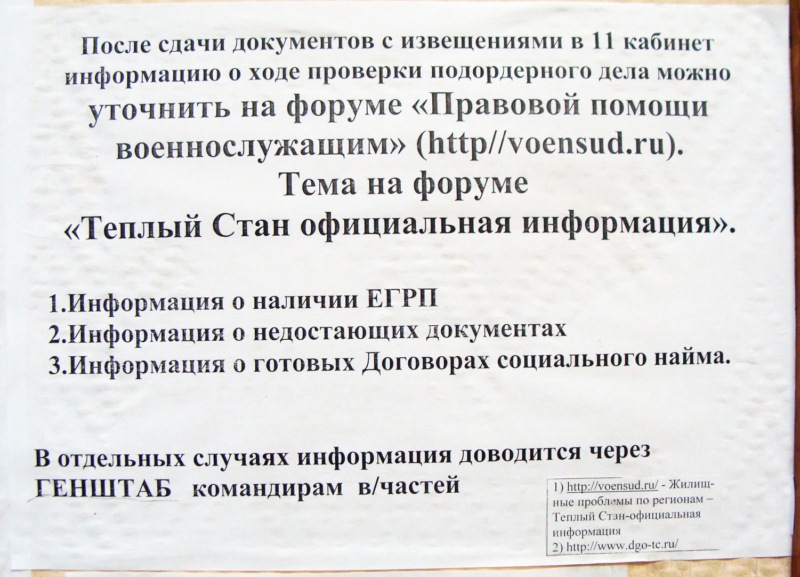 После сдачи документов с извещениями в 11 кабинет
информацию о ходе проверки подордерного дела можно
уточнить на форуме «Правовой помощи
военнослужащим» (http//voensud.ru).
Тема на форуме
«Теплый Стан официальная информация».
1.Информация о наличии ЕГРП
2.Информация о недостающих документах
3.Информация о готовых Договорах социального найма.
В отдельных случаях информация доводится через
ГЕНШТАБ командирам в/частей
1) http://voensud.ru/ - Жилищ-
ные проблемы по регионам –
Теплый Стан-официальная
информация
2) http://www.dgo-tc.ru/